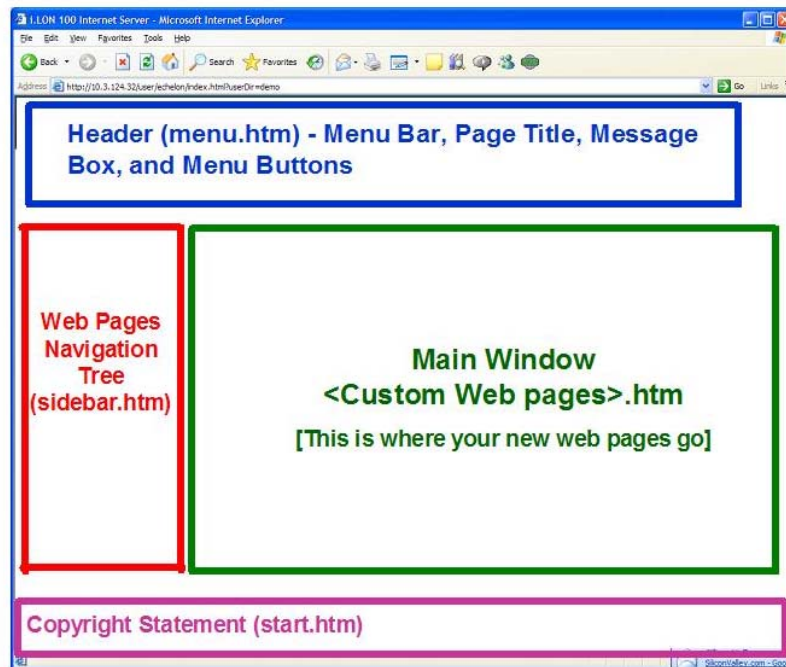 I.LON 100 Internet Server - Microsoft Internet Explorer
File Edit View Favorites Tools Help
Back Search Favorites
Address http://10.3.124.32/user/echelon/index.htm?userDir=demo Go Links
Header (menu.htm) - Menu Bar, Page Title, Message
Box, and Menu Buttons
Web Pages
Navigation
Tree
(sidebar.htm)
Main Window
<Custom Web pages>.htm
[This is where your new web pages go]
Copyright Statement (start.htm)
SiliconValley.com - Goo